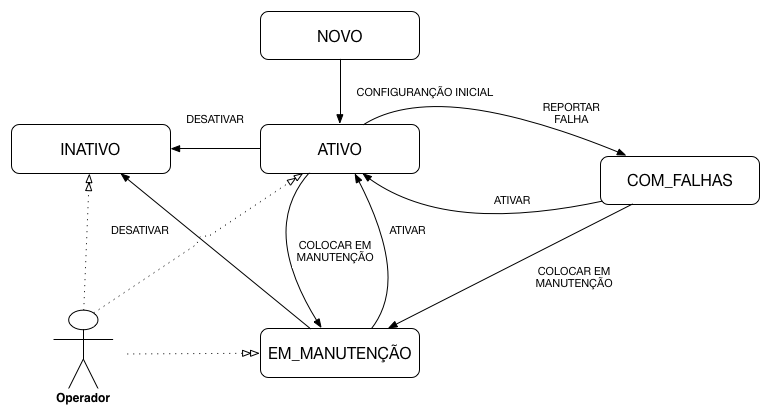 NOVO
CONFIGURANÇÃO INICIAL
REPORTAR
FALHA
DESATIVAR
INATIVO
ATIVO
COM_FALHAS
ATIVAR
DESATIVAR
ATIVAR
COLOCAR EM
MANUTENÇÃO
COLOCAR EM
MANUTENÇÃO
EM_MANUTENÇÃO
Operador